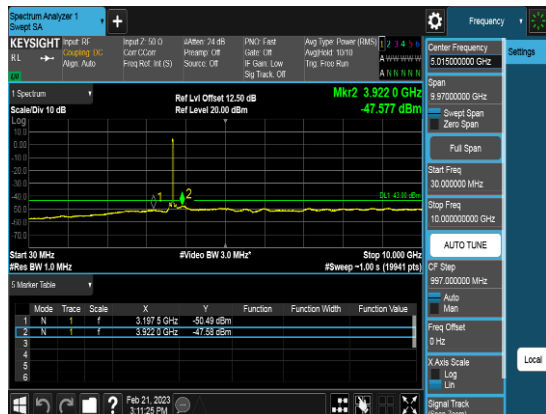 Spectrum Analyzer 1
Swept SA
+
Frequency
KEYSIGHT
Input: RF
Coupling: DC
Align: Auto
Input Z: 50 Ω
Corr CCorr
Freq Ref: Int (S)
#Atten: 24 dB
Preamp: Off
Source: Off
PNO: Fast
Gate: Off
IF Gain: Low
Sig Track: Off
Avg Type: Power (RMS)
Avg|Hold: 10/10
Trig: Free Run
1 2 3 4 5 6
A W W W W W
A N N N N N
RL
LV
1 Spectrum
Scale/Div 10 dB
Log
Ref Lvl Offset 12.50 dB
Ref Level 20.00 dBm
Mkr2 3.922 0 GHz
-47.577 dBm
10.0
0.00
-10.0
-20.0
-30.0
-40.0
-50.0
-60.0
-70.0
1
2
DL1 -43.00 dBm
Start 30 MHz
#Res BW 1.0 MHz
#Video BW 3.0 MHz*
Stop 10.000 GHz
#Sweep ~1.00 s (19941 pts)
5 Marker Table
Mode Trace Scale X Y Function Function Width Function Value
1 N 1 f 3.197 5 GHz -50.49 dBm
2 N 1 f 3.922 0 GHz -47.58 dBm
3
4
5
6
Feb 21, 2023
3:11:25 PM
?
Center Frequency
5.015000000 GHz
Span
9.97000000 GHz
Swept Span
Zero Span
Full Span
Start Freq
30.000000 MHz
Stop Freq
10.000000000 GHz
AUTO TUNE
CF Step
997.000000 MHz
Auto
Man
Freq Offset
0 Hz
X Axis Scale
Log
Lin
Signal Track
(Span Zoom)
Settings
Local